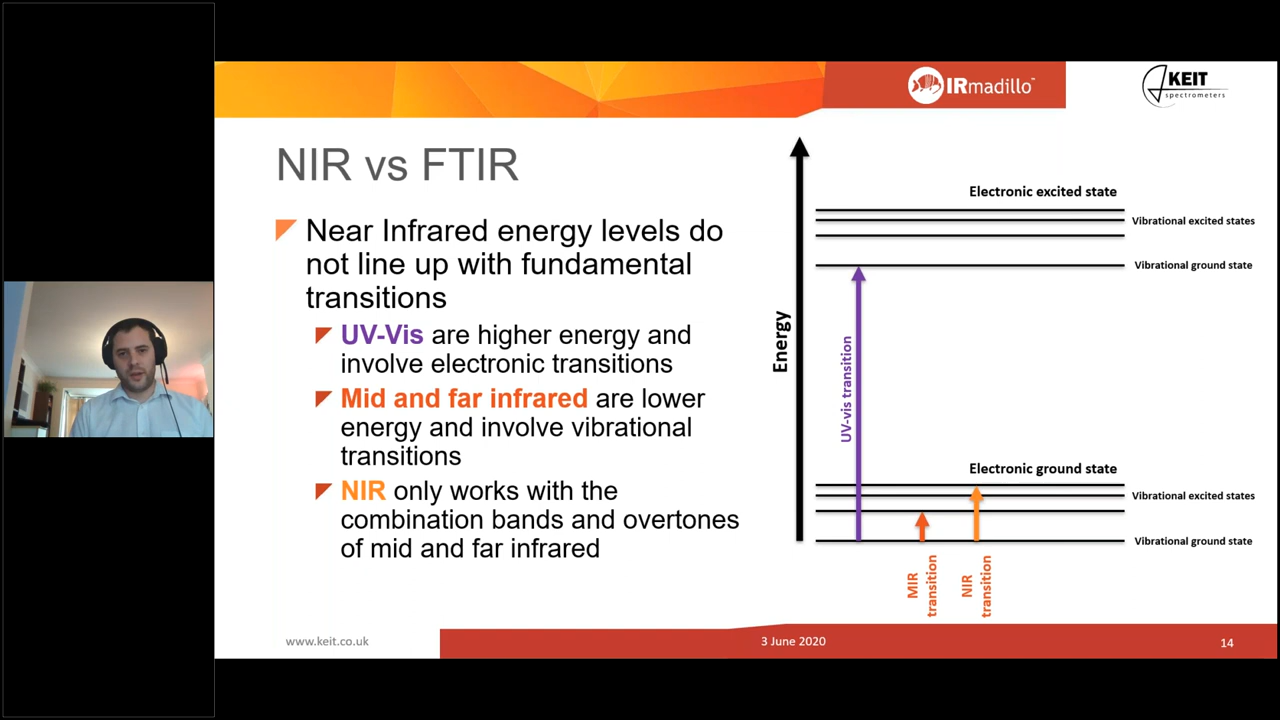 IRmadillo™
KEIT
spectrometers
NIR vs FTIR
Near Infrared energy levels do
not line up with fundamental
transitions
UV-Vis are higher energy and
involve electronic transitions
Mid and far infrared are lower
energy and involve vibrational
transitions
NIR only works with the
combination bands and overtones
of mid and far infrared
Energy
Electronic excited state
Vibrational excited states
Vibrational ground state
UV-vis transition
Electronic ground state
Vibrational excited states
Vibrational ground state
MIR
transition
NIR
transition
www.keit.co.uk
3 June 2020
14